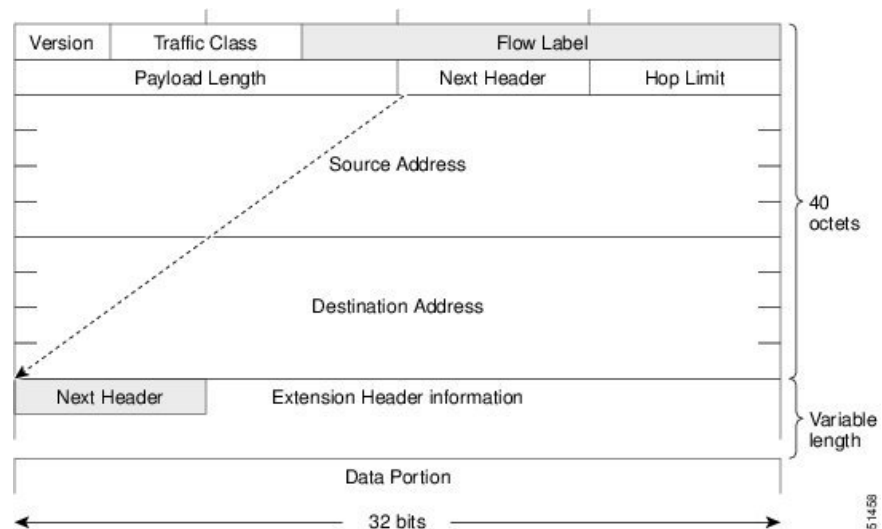 Version Traffic Class Flow Label
Payload Length Next Header Hop Limit
Source Address
40
octets
Destination Address
Next Header Extension Header information
Variable
length
Data Portion
32 bits
51458